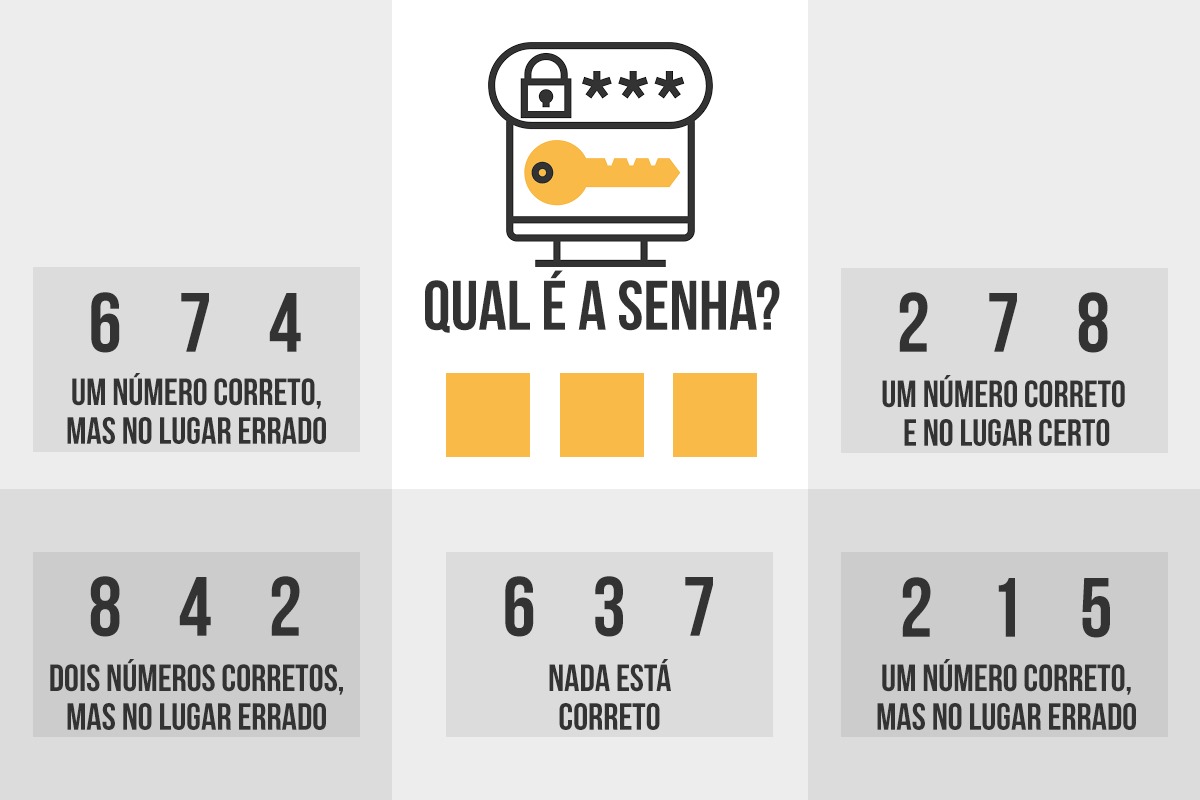 ***
QUAL É A SENHA?
6 7 4
UM NÚMERO CORRETO,
MAS NO LUGAR ERRADO
2 7 8
UM NÚMERO CORRETO
E NO LUGAR CERTO
8 4 2
DOIS NÚMEROS CORRETOS,
MAS NO LUGAR ERRADO
6 3 7
NADA ESTÁ
CORRETO
2 1 5
UM NÚMERO CORRETO,
MAS NO LUGAR ERRADO